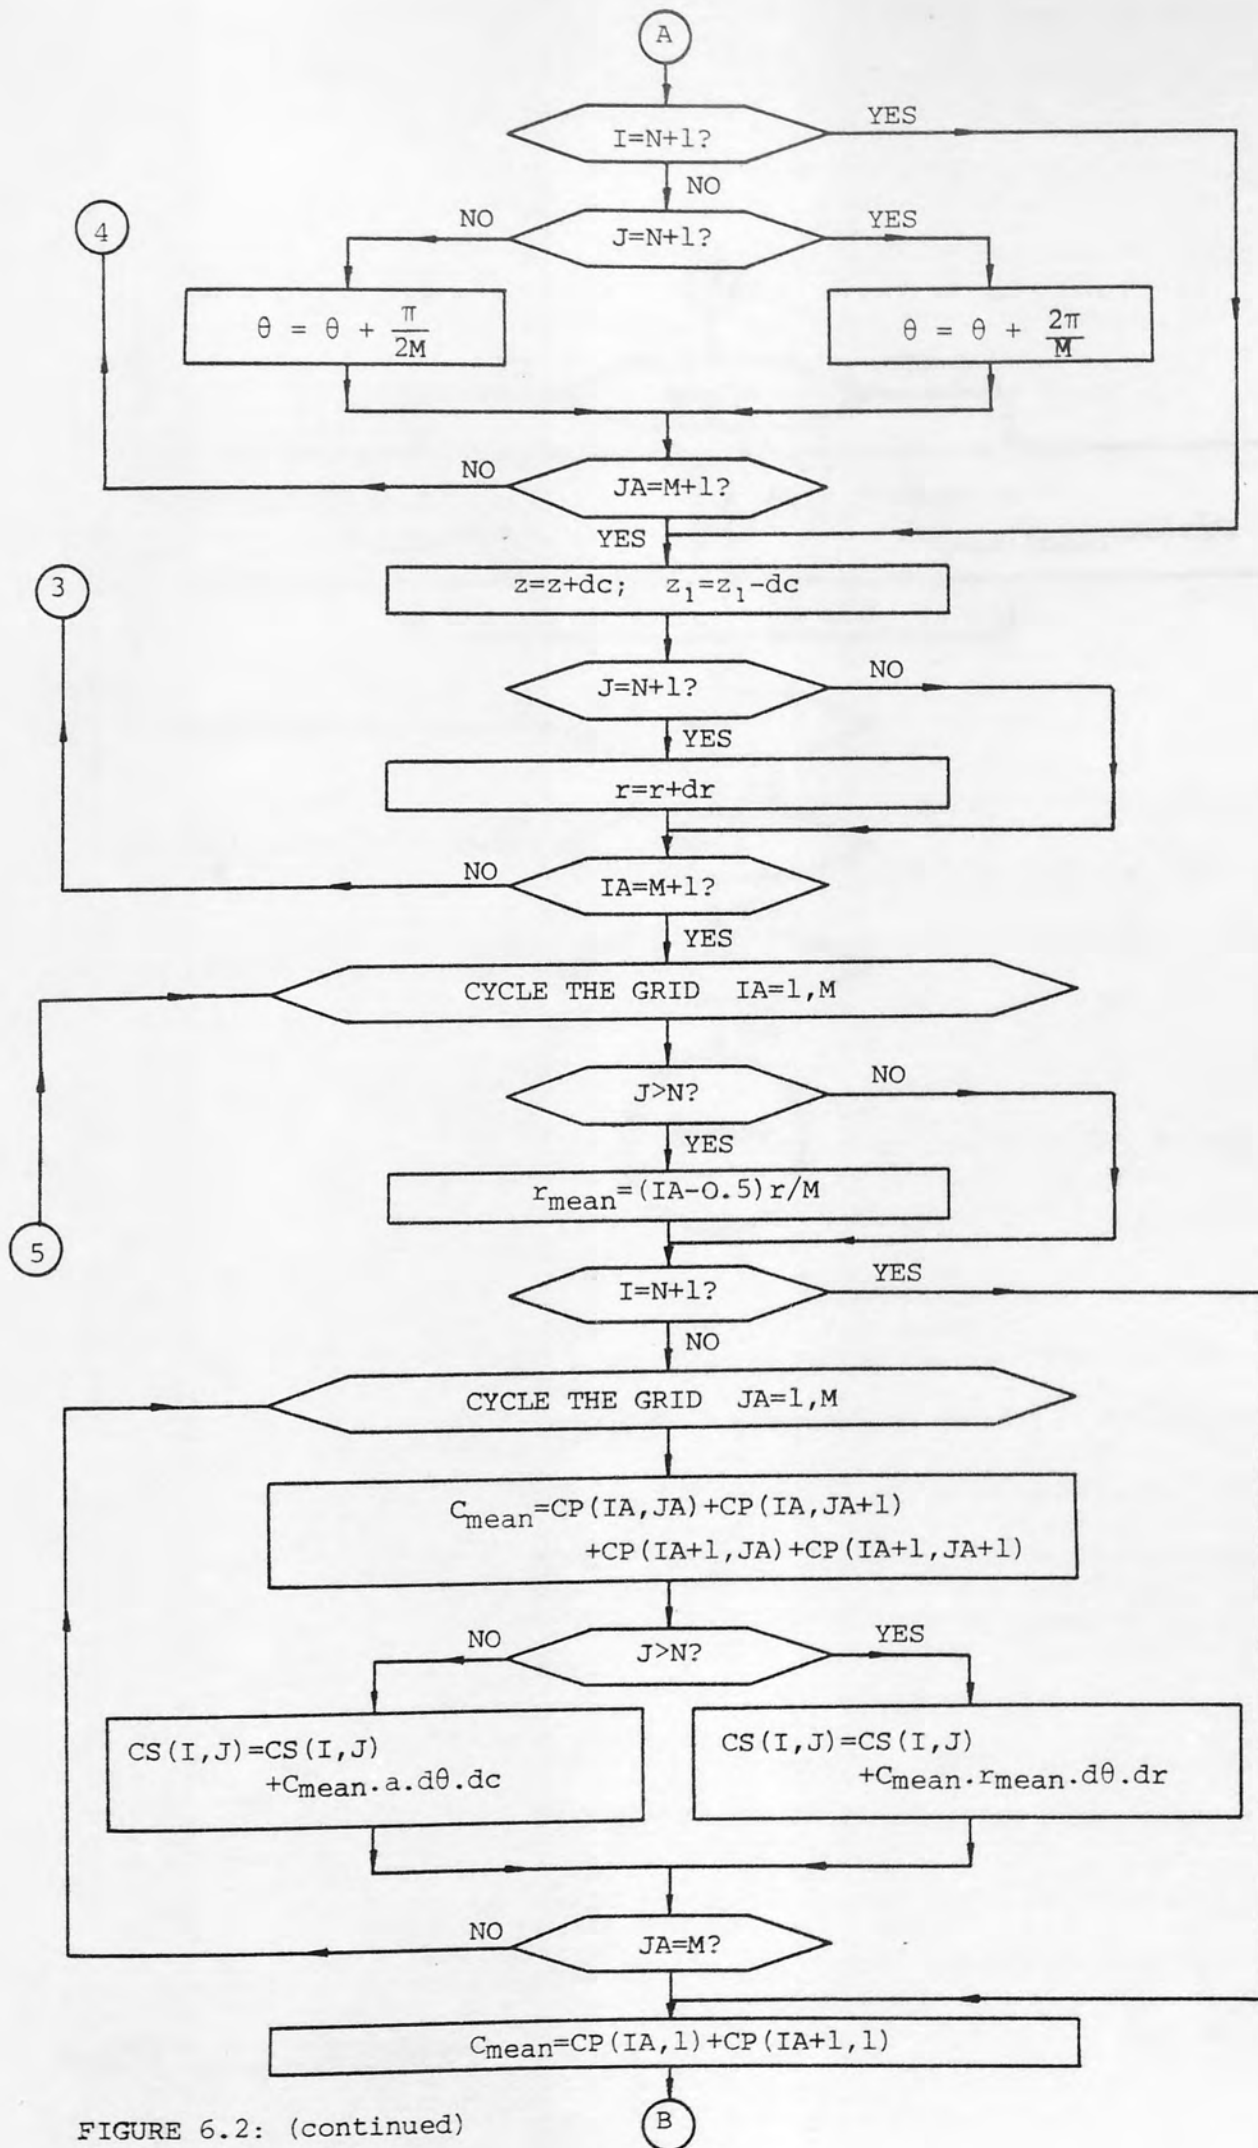 A
I=N+1?
YES
NO
4
NO
J=N+1?
YES
θ = θ + π/2M
θ = θ + 2π/M
NO
JA=M+1?
YES
3
z=z+dc; z₁=z₁-dc
J=N+1?
NO
YES
r=r+dr
NO
IA=M+1?
YES
CYCLE THE GRID IA=1,M
J>N?
NO
YES
rmean=(IA-0.5)r/M
5
I=N+1?
YES
NO
CYCLE THE GRID JA=1,M
Cmean=CP(IA,JA)+CP(IA,JA+1)
+CP(IA+1,JA)+CP(IA+1,JA+1)
NO
J>N?
YES
CS(I,J)=CS(I,J)
+Cmean.a.dθ.dc
CS(I,J)=CS(I,J)
+Cmean.rmean.dθ.dr
NO
JA=M?
Cmean=CP(IA,1)+CP(IA+1,1)
B
FIGURE 6.2: (continued)